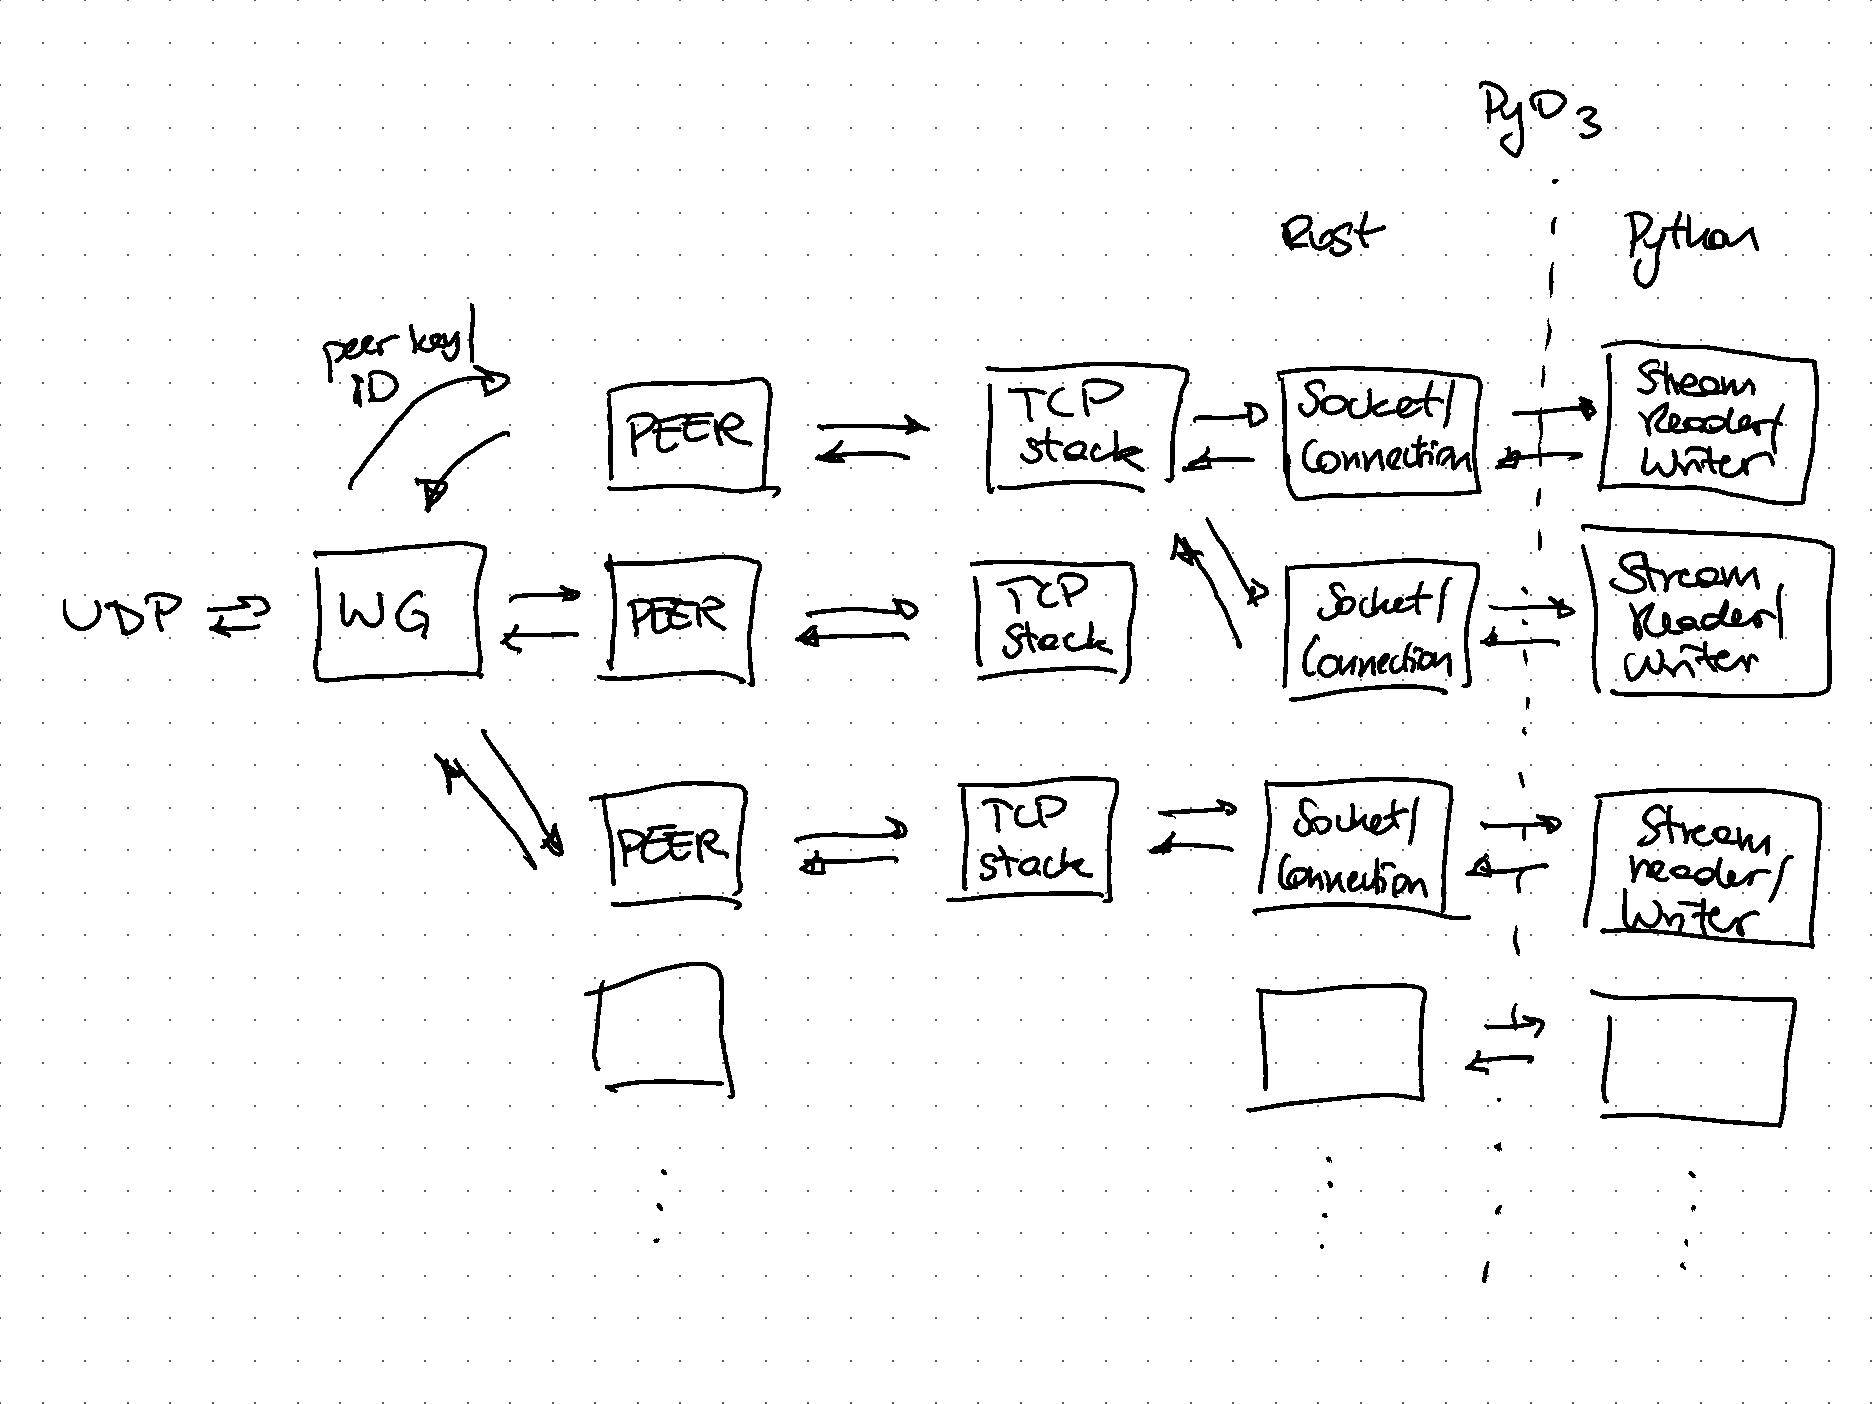 PyO3
Rust
Python
peer key/
ID
PEER
TCP
stack
Socket/
Connection
Stream
Reader/
Writer
UDP
WG
PEER
TCP
stack
Socket/
Connection
Stream
Reader/
Writer
PEER
TCP
stack
Socket/
Connection
Stream
reader/
Writer